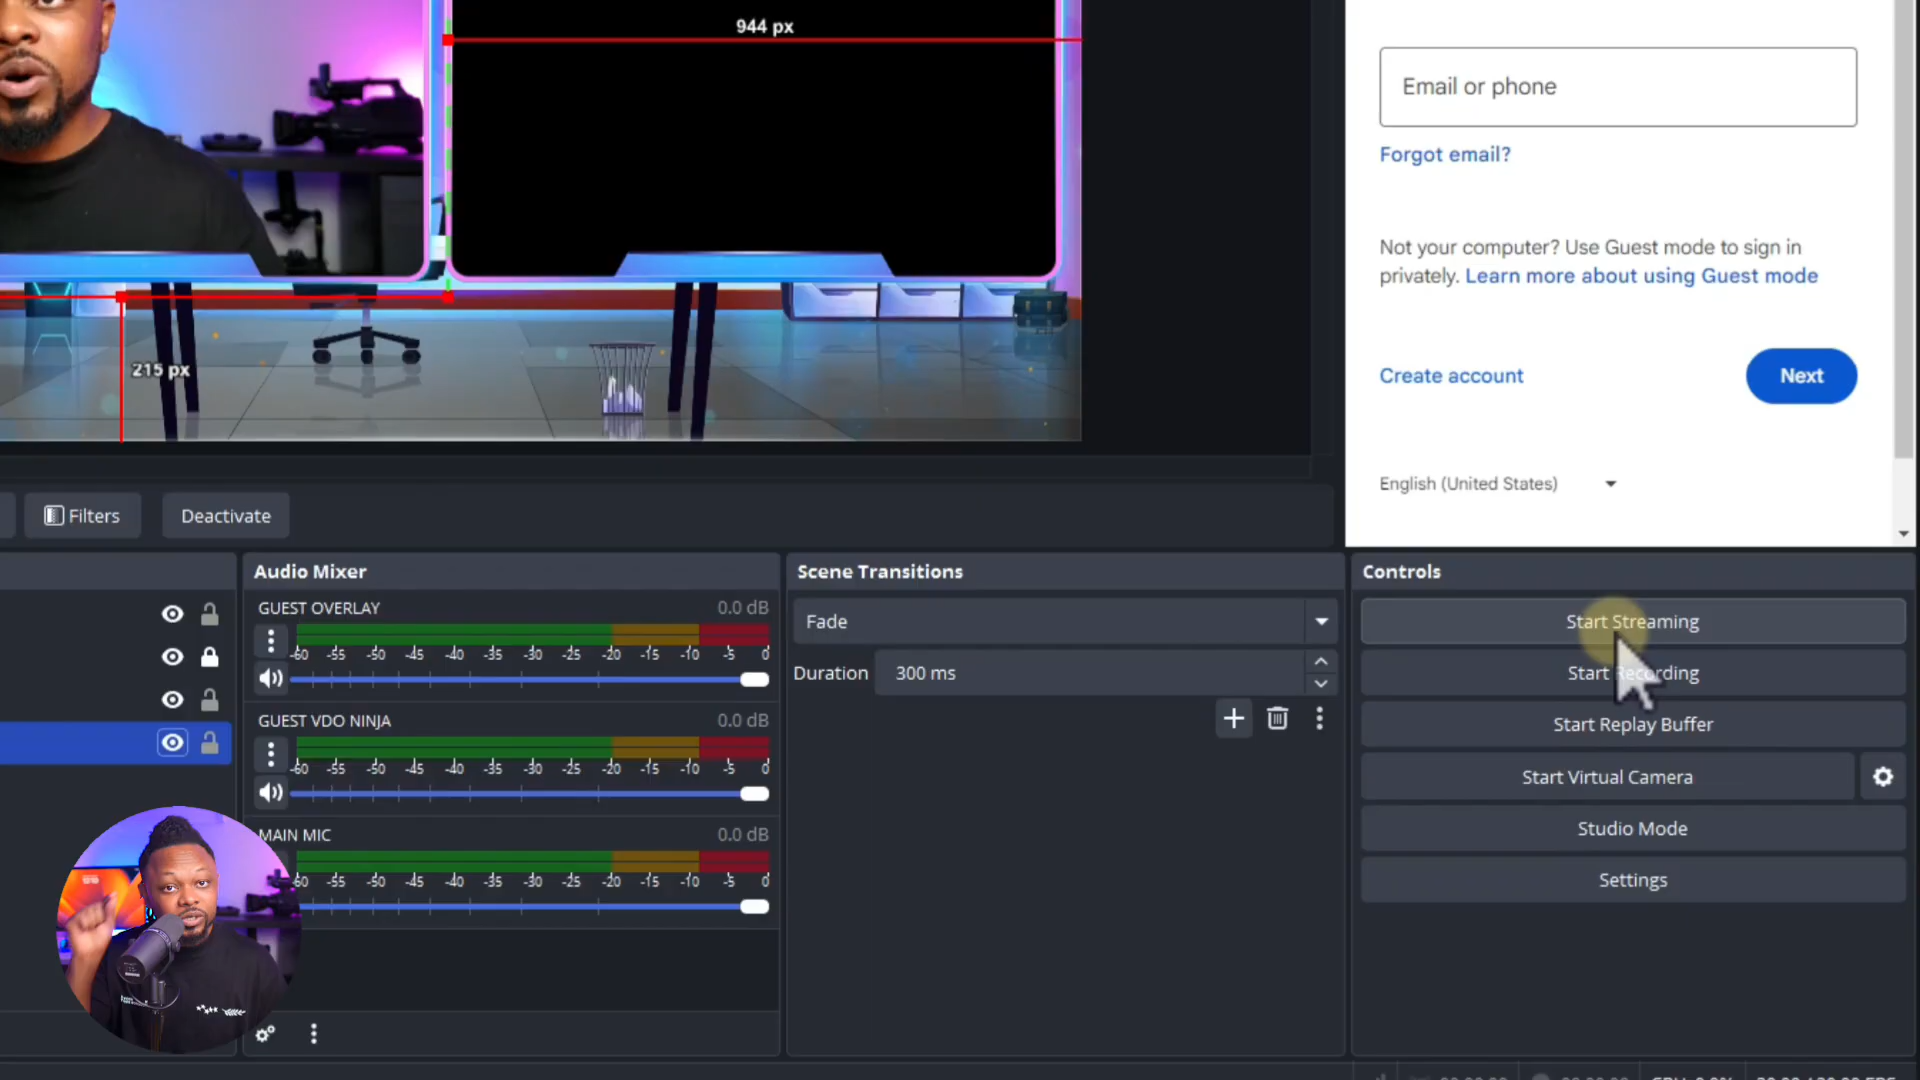 944 px
Email or phone
Forgot email?
Not your computer? Use Guest mode to sign in
privately. Learn more about using Guest mode
Create account
Next
English (United States)
215 px
Filters
Deactivate
Audio Mixer
GUEST OVERLAY
0.0 dB
-60 -55 -50 -45 -40 -35 -30 -25 -20 -15 -10 -5 0
GUEST VDO NINJA
0.0 dB
-60 -55 -50 -45 -40 -35 -30 -25 -20 -15 -10 -5 0
MAIN MIC
0.0 dB
-60 -55 -50 -45 -40 -35 -30 -25 -20 -15 -10 -5 0
Scene Transitions
Fade
Duration
300 ms
Controls
Start Streaming
Start Recording
Start Replay Buffer
Start Virtual Camera
Studio Mode
Settings